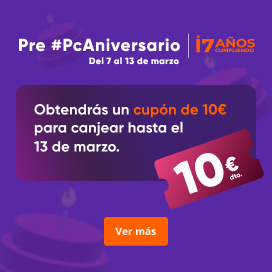 Pre #PcAniversario
¡7 AÑOS
CUMPLIENDO
Del 7 al 13 de marzo
Obtendrás un cupón de 10€
para canjear hasta el
13 de marzo.
10€
dto.
Ver más